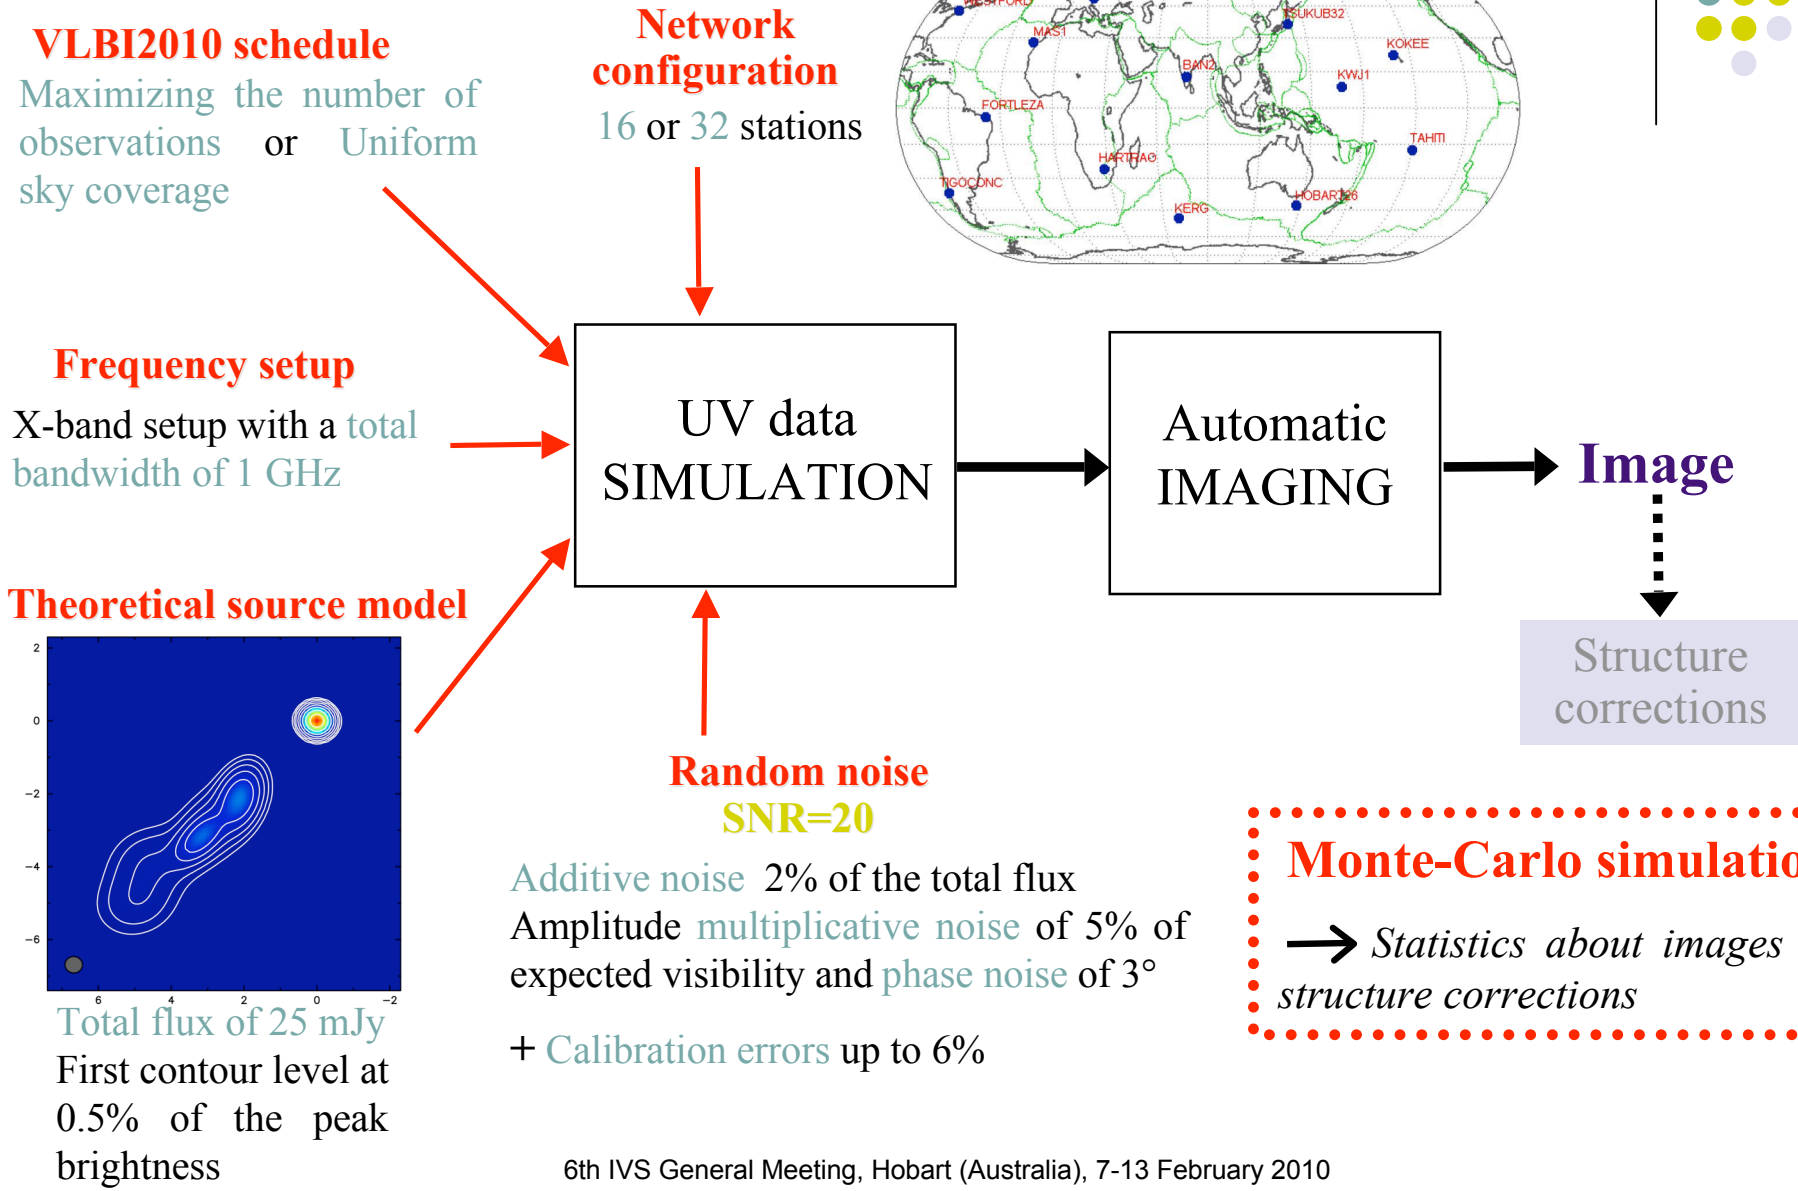 VLBI2010 schedule
Maximizing the number of
observations or Uniform
sky coverage
Network
configuration
16 or 32 stations
WESTFORD
MAS1
FORTLEZA
TIGOCONC
HARTRAO
BAN2
KERG
TSUKUB32
KOKEE
KWJ1
TAHITI
HOBART26
Frequency setup
X-band setup with a total
bandwidth of 1 GHz
UV data
SIMULATION
Automatic
IMAGING
Image
Structure
corrections
Theoretical source model
2
0
−2
−4
−6
6 4 2 0 −2
Total flux of 25 mJy
First contour level at
0.5% of the peak
brightness
Random noise
SNR=20
Additive noise 2% of the total flux
Amplitude multiplicative noise of 5% of
expected visibility and phase noise of 3°
+ Calibration errors up to 6%
Monte-Carlo simulatio
Statistics about images
structure corrections
6th IVS General Meeting, Hobart (Australia), 7-13 February 2010